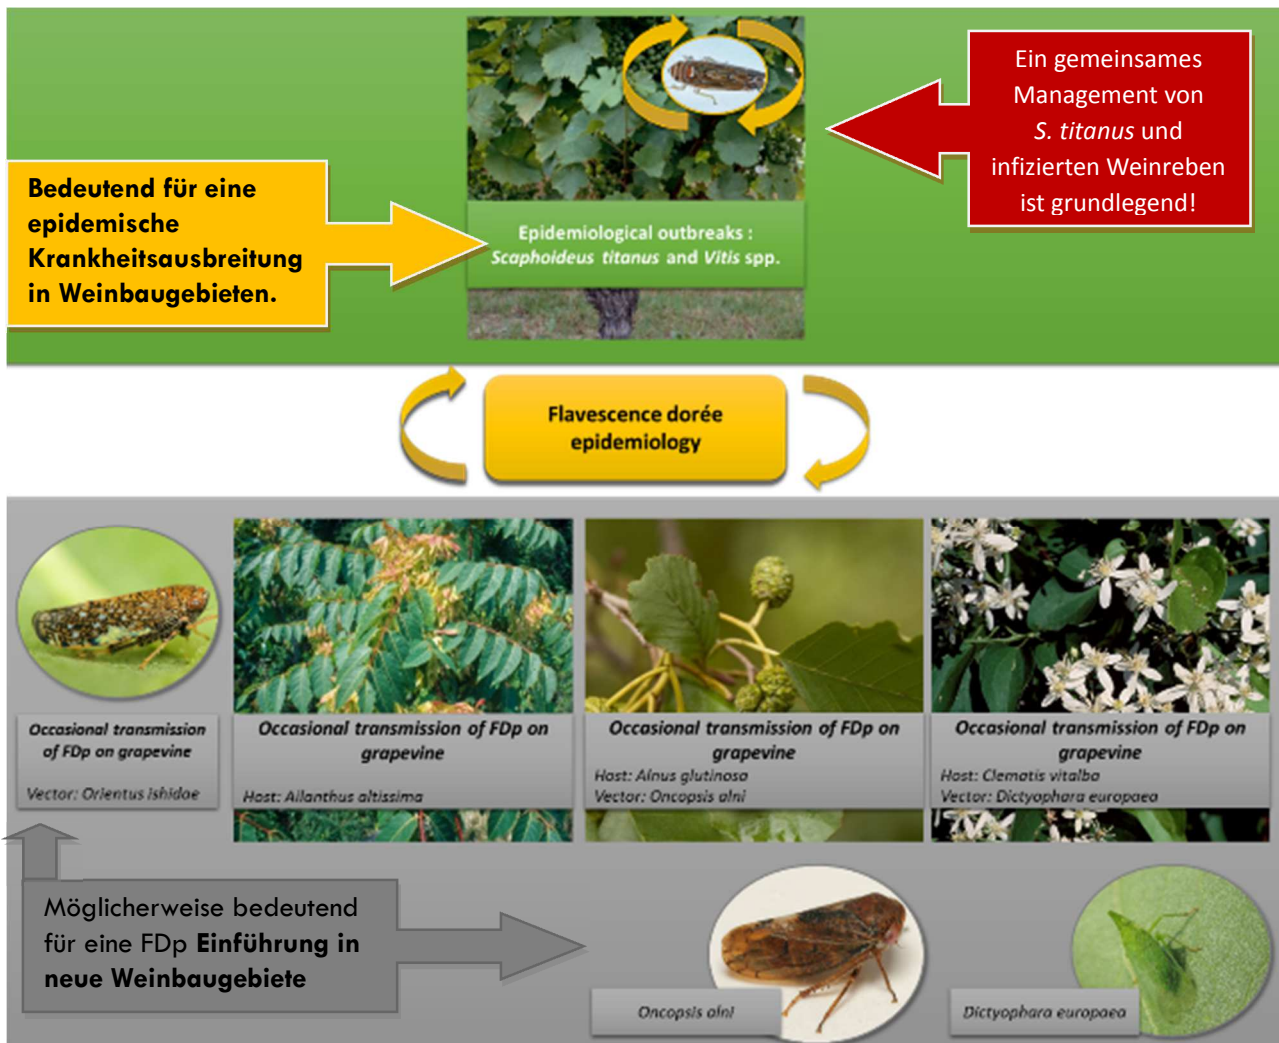 Ein gemeinsames
Management von
S. titanus und
infizierten Weinreben
ist grundlegend!
Bedeutend für eine
epidemische
Krankheitsausbreitung
in Weinbaugebieten.
Epidemiological outbreaks :
Scaphoideus titanus and Vitis spp.
Flavescence dorée
epidemiology
Occasional transmission
of FDp on grapevine
Vector: Orientus ishidae
Occasional transmission of FDp on
grapevine
Host: Ailanthus altissima
Occasional transmission of FDp on
grapevine
Host: Alnus glutinosa
Vector: Oncopsis alni
Occasional transmission of FDp on
grapevine
Host: Clematis vitalba
Vector: Dictyophara europaea
Möglicherweise bedeutend
für eine FDp Einführung in
neue Weinbaugebiete
Oncopsis alni
Dictyophara europaea